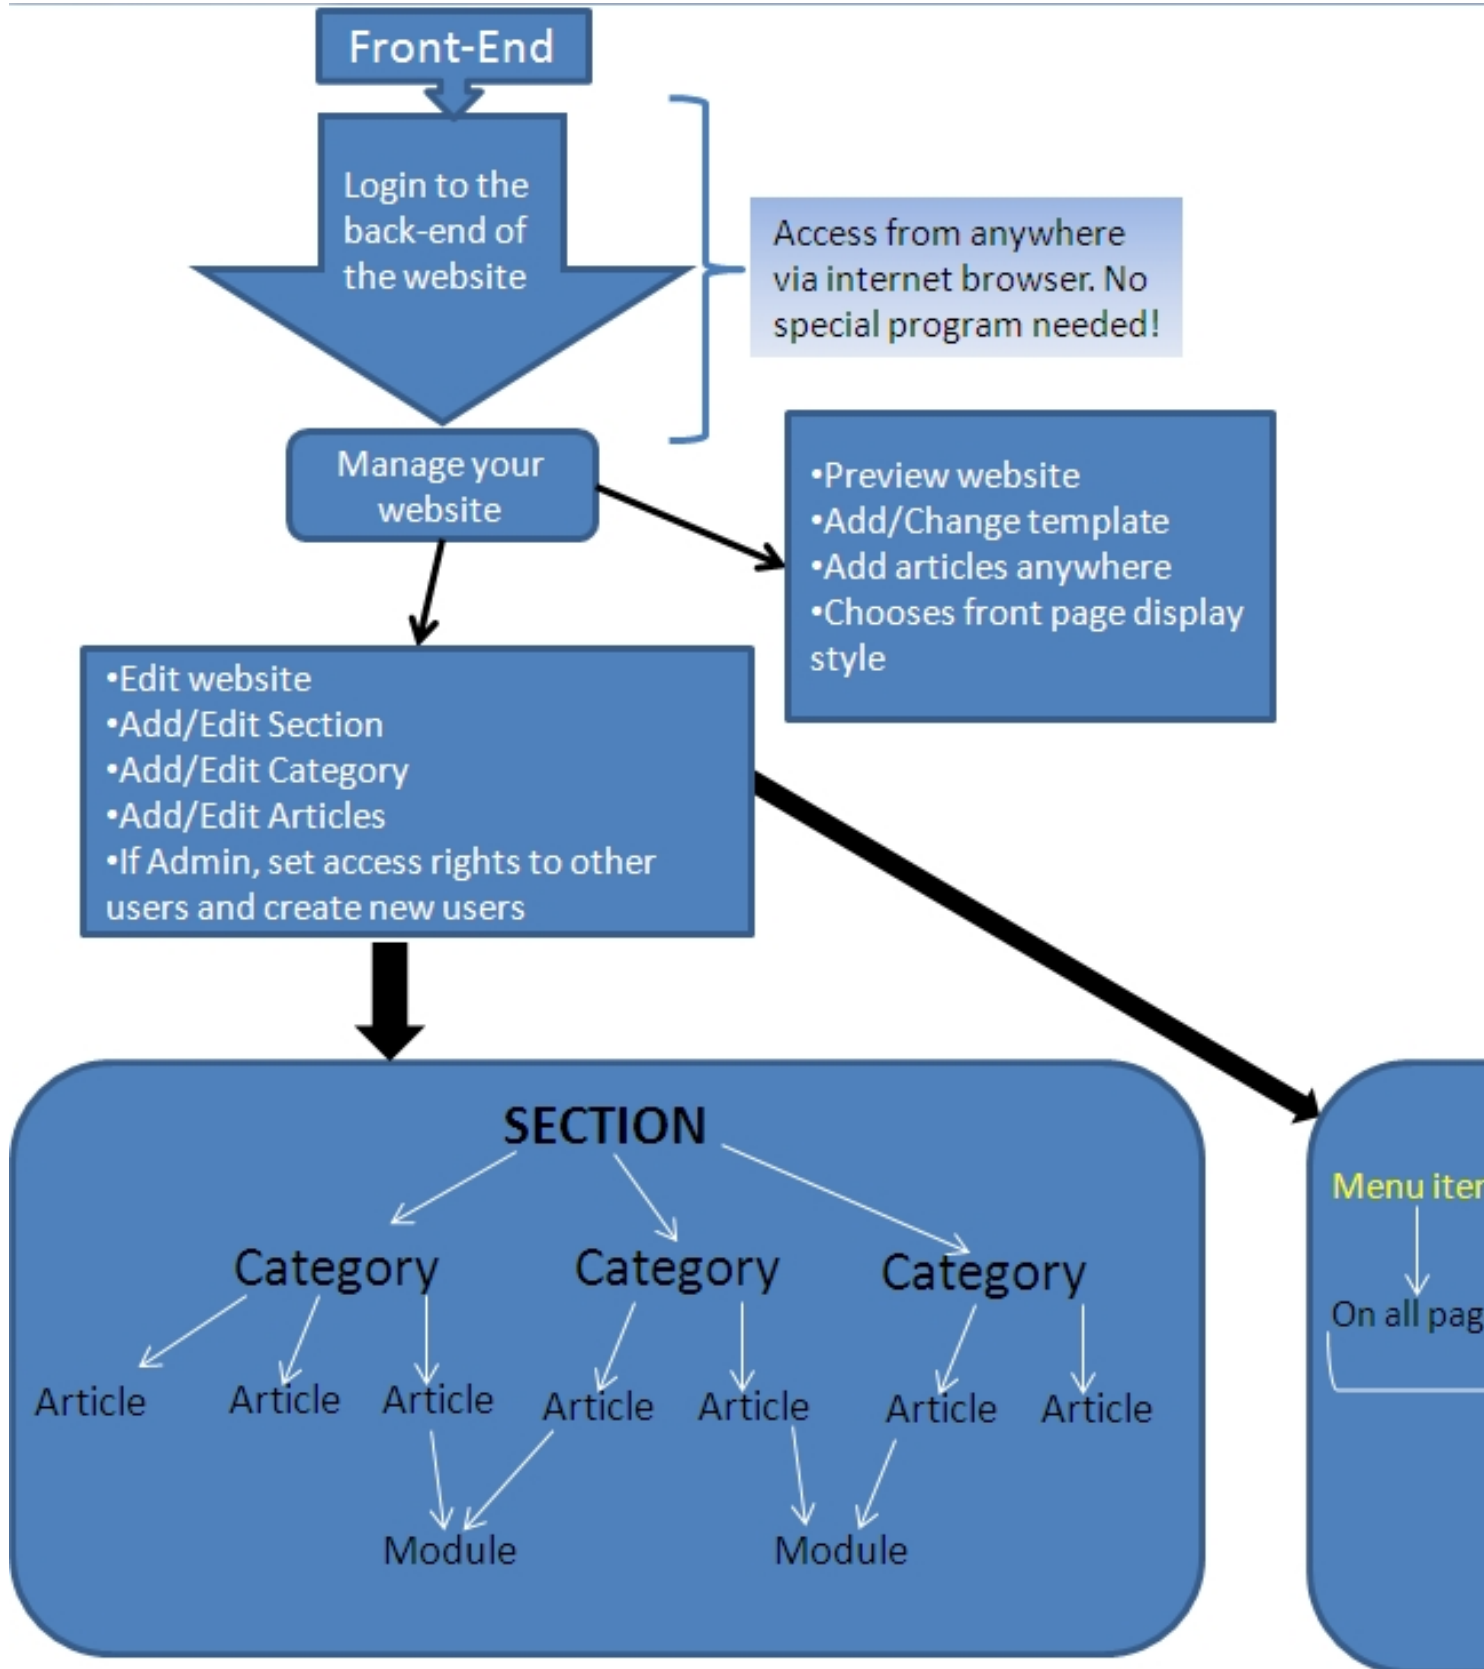 Front-End
Login to the
back-end of
the website
Access from anywhere
via internet browser. No
special program needed!
Manage your
website
•Preview website
•Add/Change template
•Add articles anywhere
•Chooses front page display
style
•Edit website
•Add/Edit Section
•Add/Edit Category
•Add/Edit Articles
•If Admin, set access rights to other
users and create new users
SECTION
Category Category Category
Article Article Article Article Article Article Article
Module Module
Menu
On all